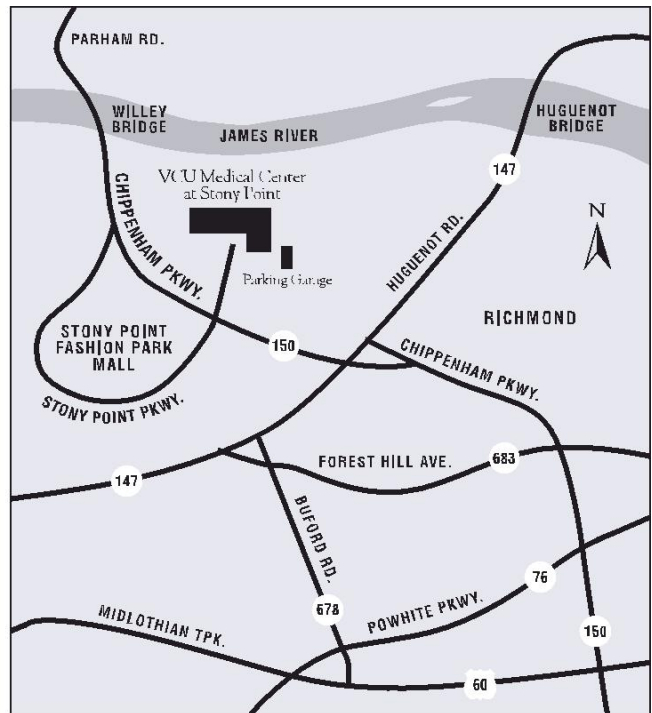 PARHAM RD.
WILLEY
BRIDGE
JAMES RIVER
HUGUENOT
BRIDGE
147
VCU Medical Center
at Stony Point
CHIPPENHAM PKWY.
HUGUENOT RD.
N
Parking Garage
RICHMOND
STONY POINT
FASHION PARK
MALL
150
CHIPPENHAM PKWY.
STONY POINT PKWY.
FOREST HILL AVE.
683
147
BUFORD RD.
76
678
POWHITE PKWY.
MIDLOTHIAN TPK.
150
60